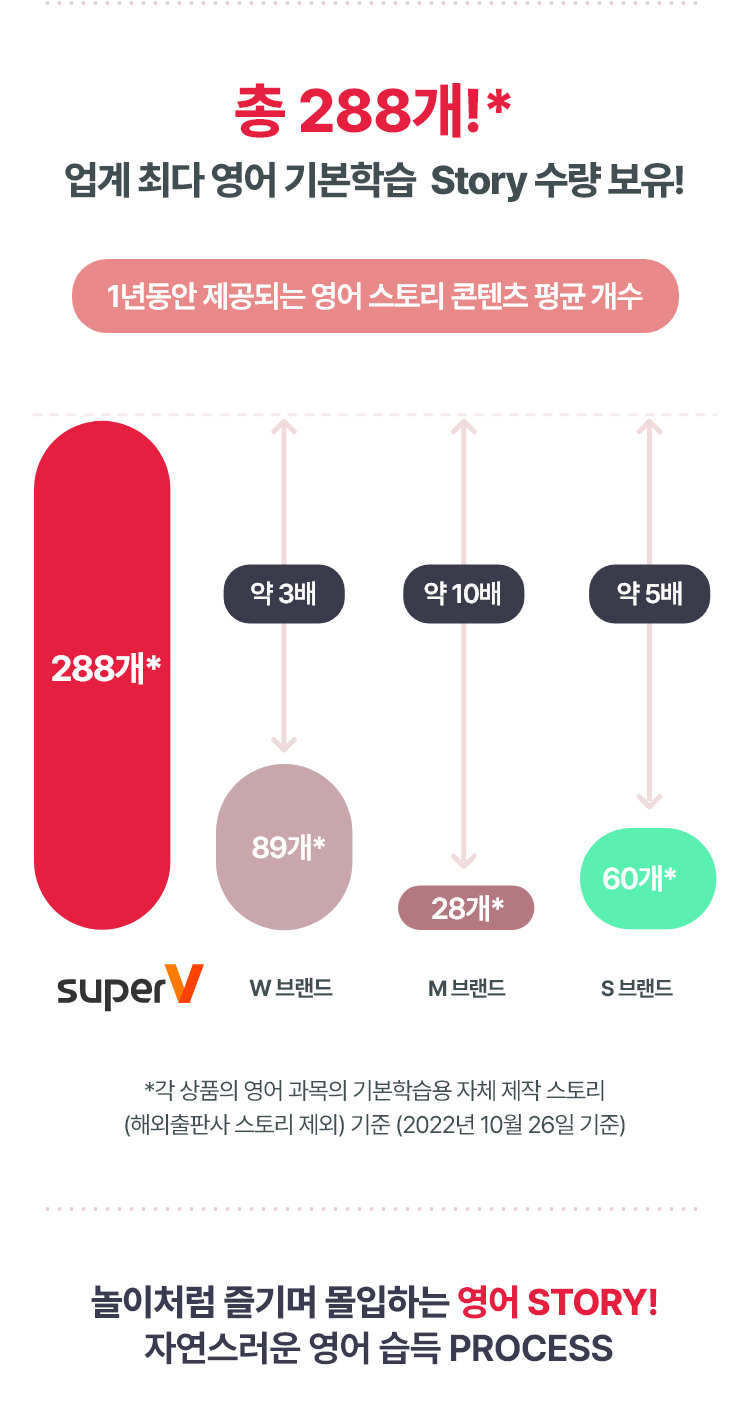 총 288개!*
업계 최다 영어 기본학습 Story 수량 보유!
1년동안 제공되는 영어 스토리 콘텐츠 평균 개수
약 3배
약 10배
약 5배
288개*
89개*
28개*
60개*
superV
W 브랜드
M 브랜드
S 브랜드
*각 상품의 영어 과목의 기본학습용 자체 제작 스토리
(해외출판사 스토리 제외) 기준 (2022년 10월 26일 기준)
놀이처럼 즐기며 몰입하는 영어 STORY!
자연스러운 영어 습득 PROCESS